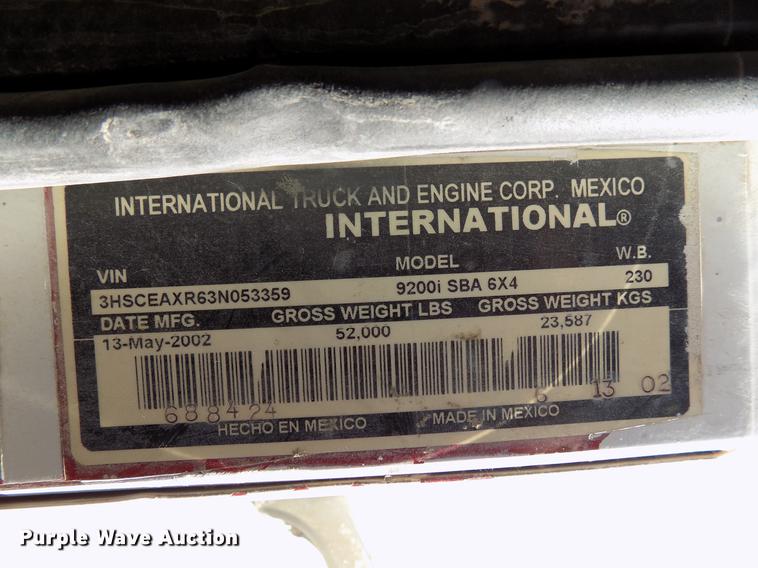 INTERNATIONAL TRUCK AND ENGINE CORP. MEXICO
INTERNATIONAL®
VIN MODEL W.B.
3HSCEAXR63N053359 9200i SBA 6X4 230
DATE MFG. GROSS WEIGHT LBS GROSS WEIGHT KGS
13-May-2002 52,000 23,587
688424 6 13 02
HECHO EN MEXICO MADE IN MEXICO
Purple Wave Auction